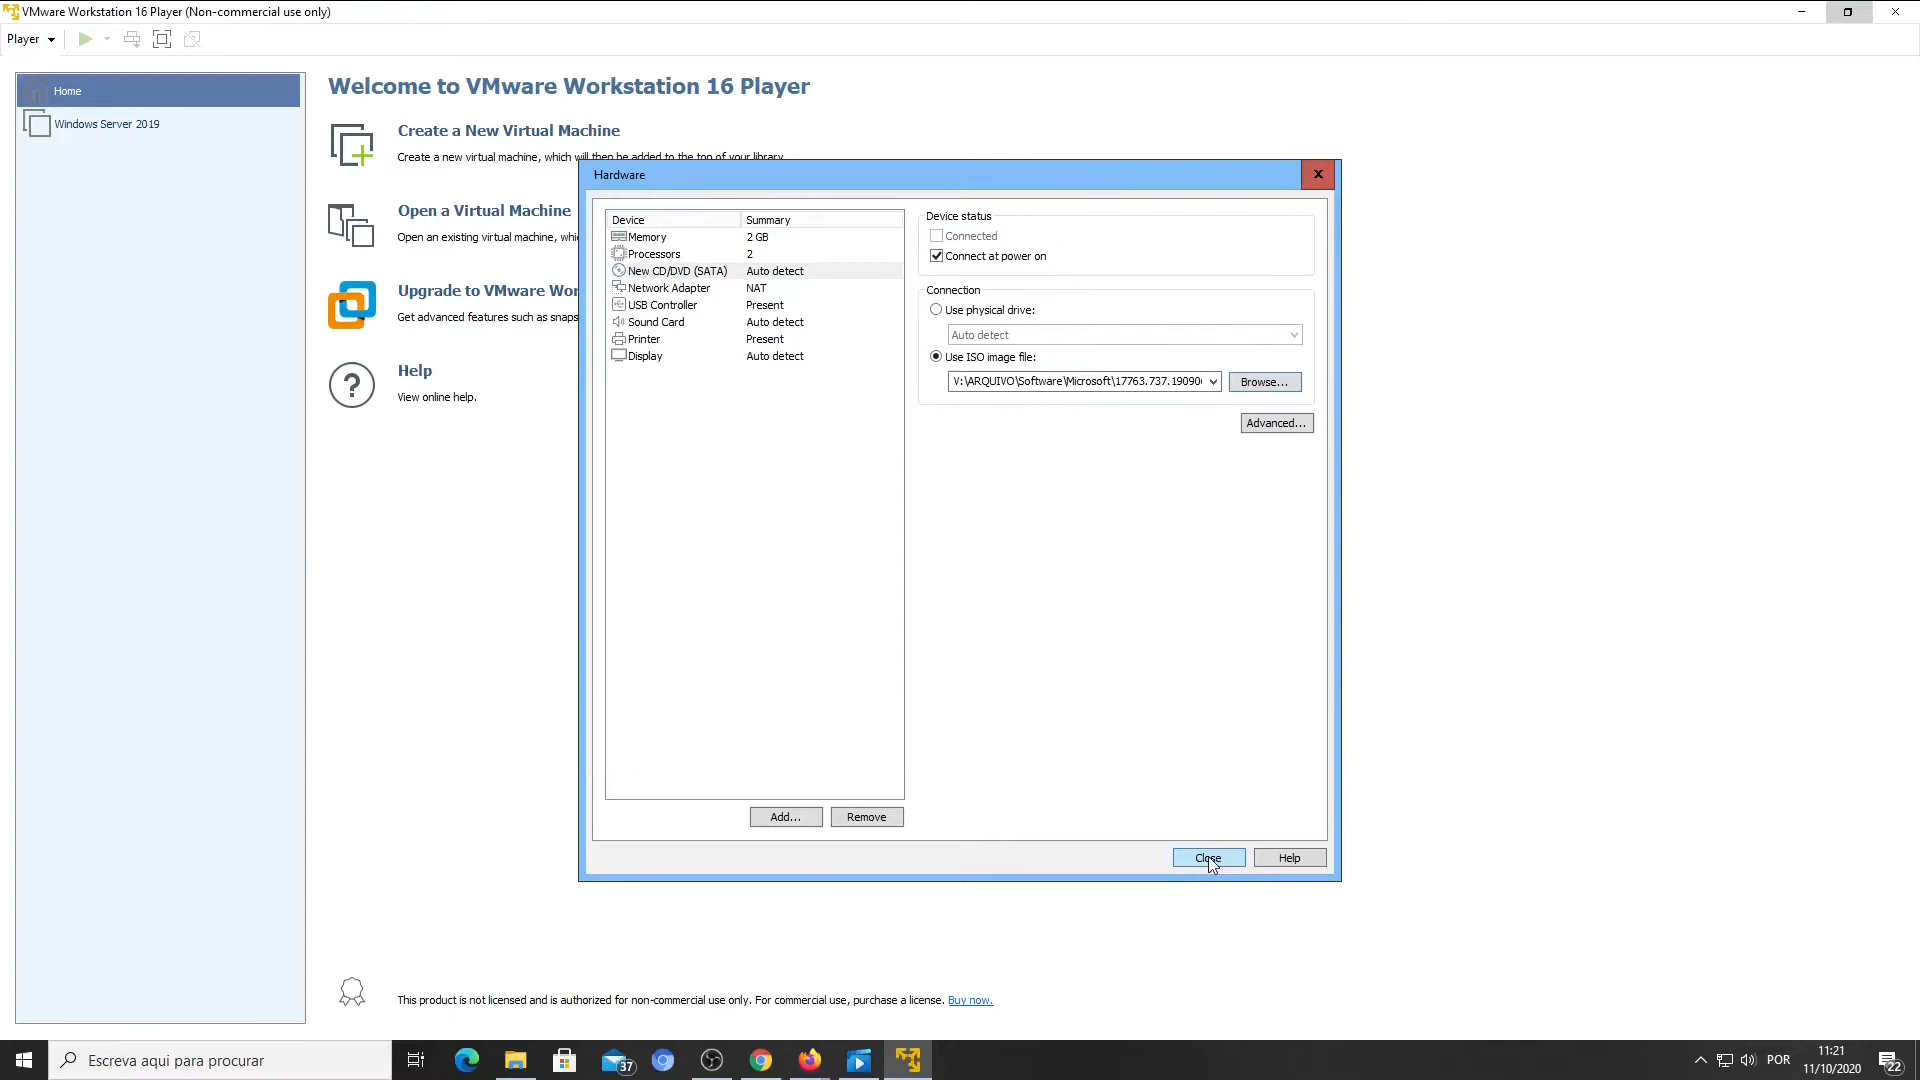 VMware Workstation 16 Player (Non-commercial use only)
Player
Home
Windows Server 2019
Welcome to VMware Workstation 16 Player
Create a New Virtual Machine
Create a new virtual machine, which will then be added to the top of your library.
Open a Virtual Machine
Open an existing virtual machine,
Upgrade to VMware
Get advanced features such as
Help
View online help.
Hardware
x
Device Summary
Memory 2 GB
Processors 2
New CD/DVD (SATA) Auto detect
Network Adapter NAT
USB Controller Present
Sound Card Auto detect
Printer Present
Display Auto detect
Add... Remove
Device status
Connected
Connect at power on
Connection
Use physical drive:
Auto detect
Use ISO image file:
V:\ARQUIVO\Software\Microsoft\17763.737.19090
Browse...
Advanced...
Close Help
This product is not licensed and is authorized for non-commercial use only. For commercial use, purchase a license. Buy now.
Escreva aqui para procurar
37
POR
11:21
11/10/2020
22